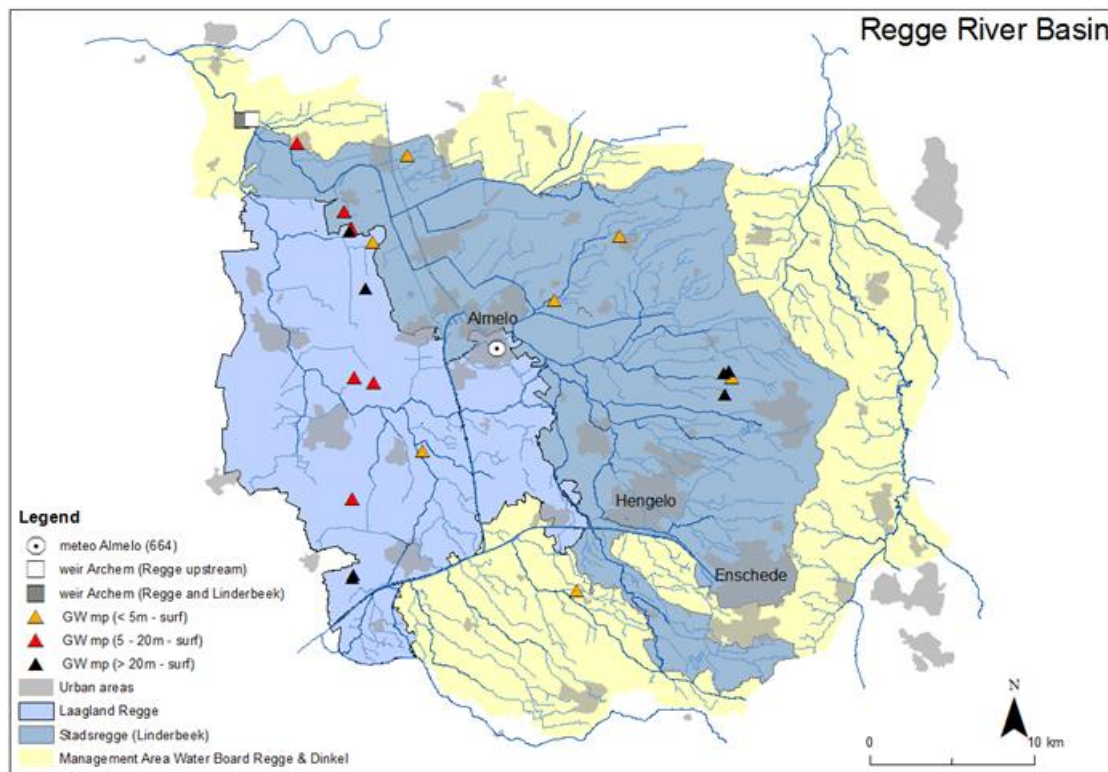 Regge River Basin
Almelo
Hengelo
Enschede
Legend
meteo Almelo (664)
weir Archem (Regge upstream)
weir Archem (Regge and Linderbeek)
GW mp (< 5m - surf)
GW mp (5 - 20m - surf)
GW mp (> 20m - surf)
Urban areas
Laagland Regge
Stadsregge (Linderbeek)
Management Area Water Board Regge & Dinkel
N
0 10 km